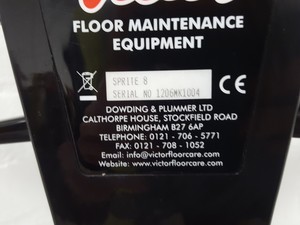 Victor
FLOOR MAINTENANCE
EQUIPMENT
SPRITE 8
SERIAL NO 1206MK1004
CE
DOWDING & PLUMMER LTD
CALTHORPE HOUSE, STOCKFIELD ROAD
BIRMINGHAM B27 6AP
TELEPHONE: 0121 - 706 - 5771
FAX: 0121 - 708 - 1052
Email: info@victorfloorcare.com
Website: www.victorfloorcare.com